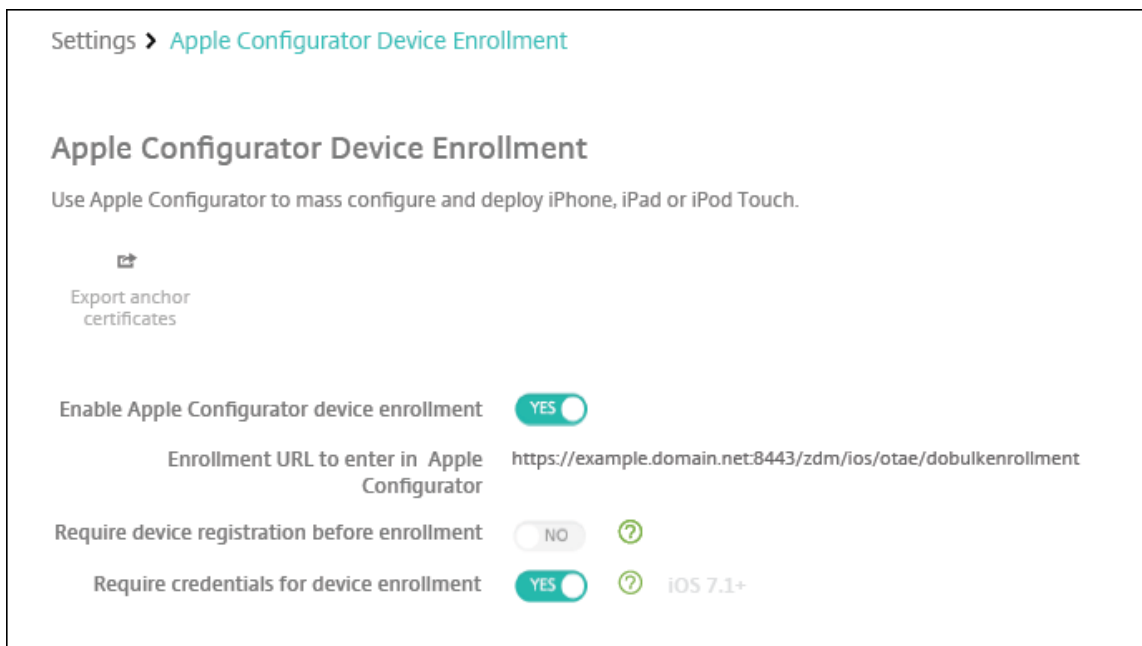 Settings > Apple Configurator Device Enrollment
Apple Configurator Device Enrollment
Use Apple Configurator to mass configure and deploy iPhone, iPad or iPod Touch.
Export anchor
certificates
Enable Apple Configurator device enrollment YES
Enrollment URL to enter in Apple https://example.domain.net:8443/zdm/ios/otae/dobulkenrollment
Configurator
Require device registration before enrollment NO ?
Require credentials for device enrollment YES ? iOS 7.1+